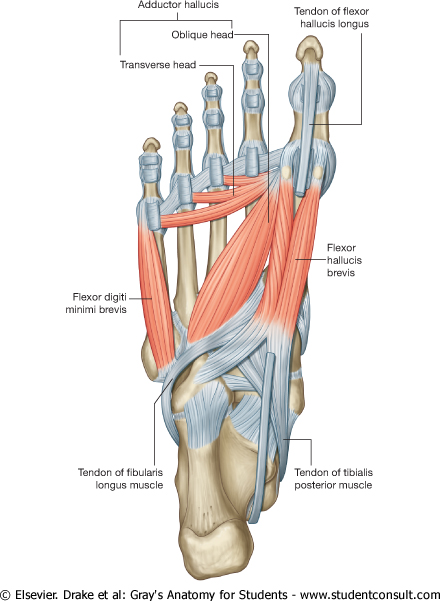 Adductor hallucis
Oblique head
Transverse head
Tendon of flexor
hallucis longus
Flexor
hallucis
brevis
Flexor digiti
minimi brevis
Tendon of fibularis
longus muscle
Tendon of tibialis
posterior muscle
© Elsevier. Drake et al: Gray's Anatomy for Students - www.studentconsult.com